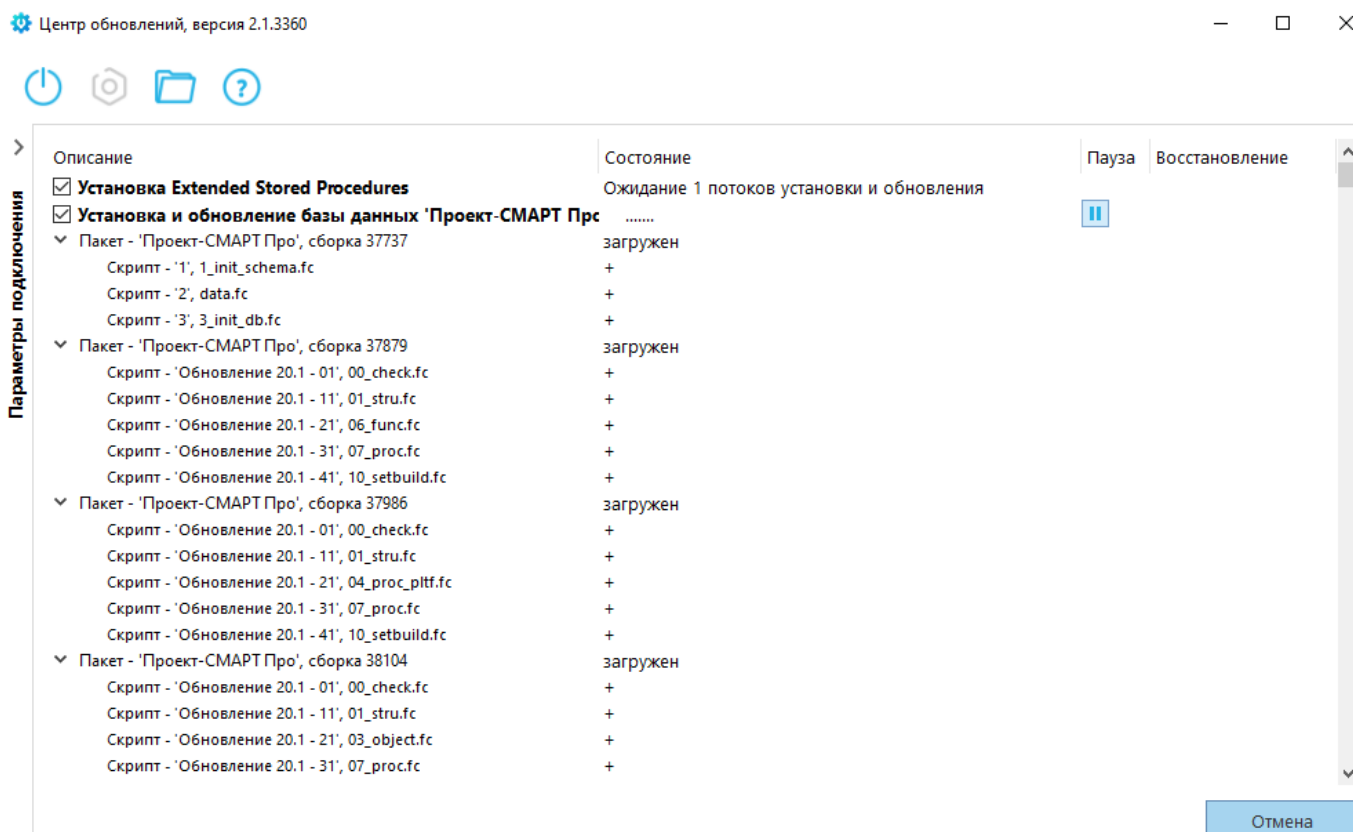 Центр обновлений, версия 2.1.3360
Описание Состояние Пауза Восстановление
Параметры подключения
Установка Extended Stored Procedures Ожидание 1 потоков установки и обновления
Установка и обновление базы данных 'Проект-СМАРТ Прс .......
Пакет - 'Проект-СМАРТ Про', сборка 37737 загружен
Скрипт - '1', 1_init_schema.fc +
Скрипт - '2', data.fc +
Скрипт - '3', 3_init_db.fc +
Пакет - 'Проект-СМАРТ Про', сборка 37879 загружен
Скрипт - 'Обновление 20.1 - 01', 00_check.fc +
Скрипт - 'Обновление 20.1 - 11', 01_stru.fc +
Скрипт - 'Обновление 20.1 - 21', 06_func.fc +
Скрипт - 'Обновление 20.1 - 31', 07_proc.fc +
Скрипт - 'Обновление 20.1 - 41', 10_setbuild.fc +
Пакет - 'Проект-СМАРТ Про', сборка 37986 загружен
Скрипт - 'Обновление 20.1 - 01', 00_check.fc +
Скрипт - 'Обновление 20.1 - 11', 01_stru.fc +
Скрипт - 'Обновление 20.1 - 21', 04_proc_pltf.fc +
Скрипт - 'Обновление 20.1 - 31', 07_proc.fc +
Скрипт - 'Обновление 20.1 - 41', 10_setbuild.fc +
Пакет - 'Проект-СМАРТ Про', сборка 38104 загружен
Скрипт - 'Обновление 20.1 - 01', 00_check.fc +
Скрипт - 'Обновление 20.1 - 11', 01_stru.fc +
Скрипт - 'Обновление 20.1 - 21', 03_object.fc +
Скрипт - 'Обновление 20.1 - 31', 07_proc.fc +
Отмена